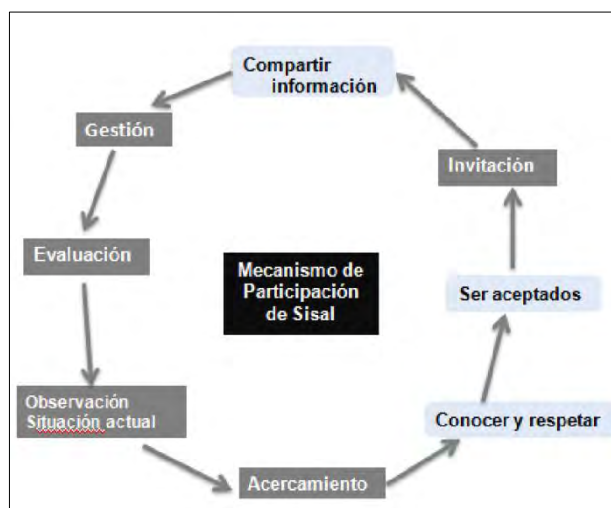 Compartir
información
Gestión
Invitación
Evaluación
Mecanismo de
Participación
de Sisal
Ser aceptados
Observación
Situación actual
Conocer y respetar
Acercamiento